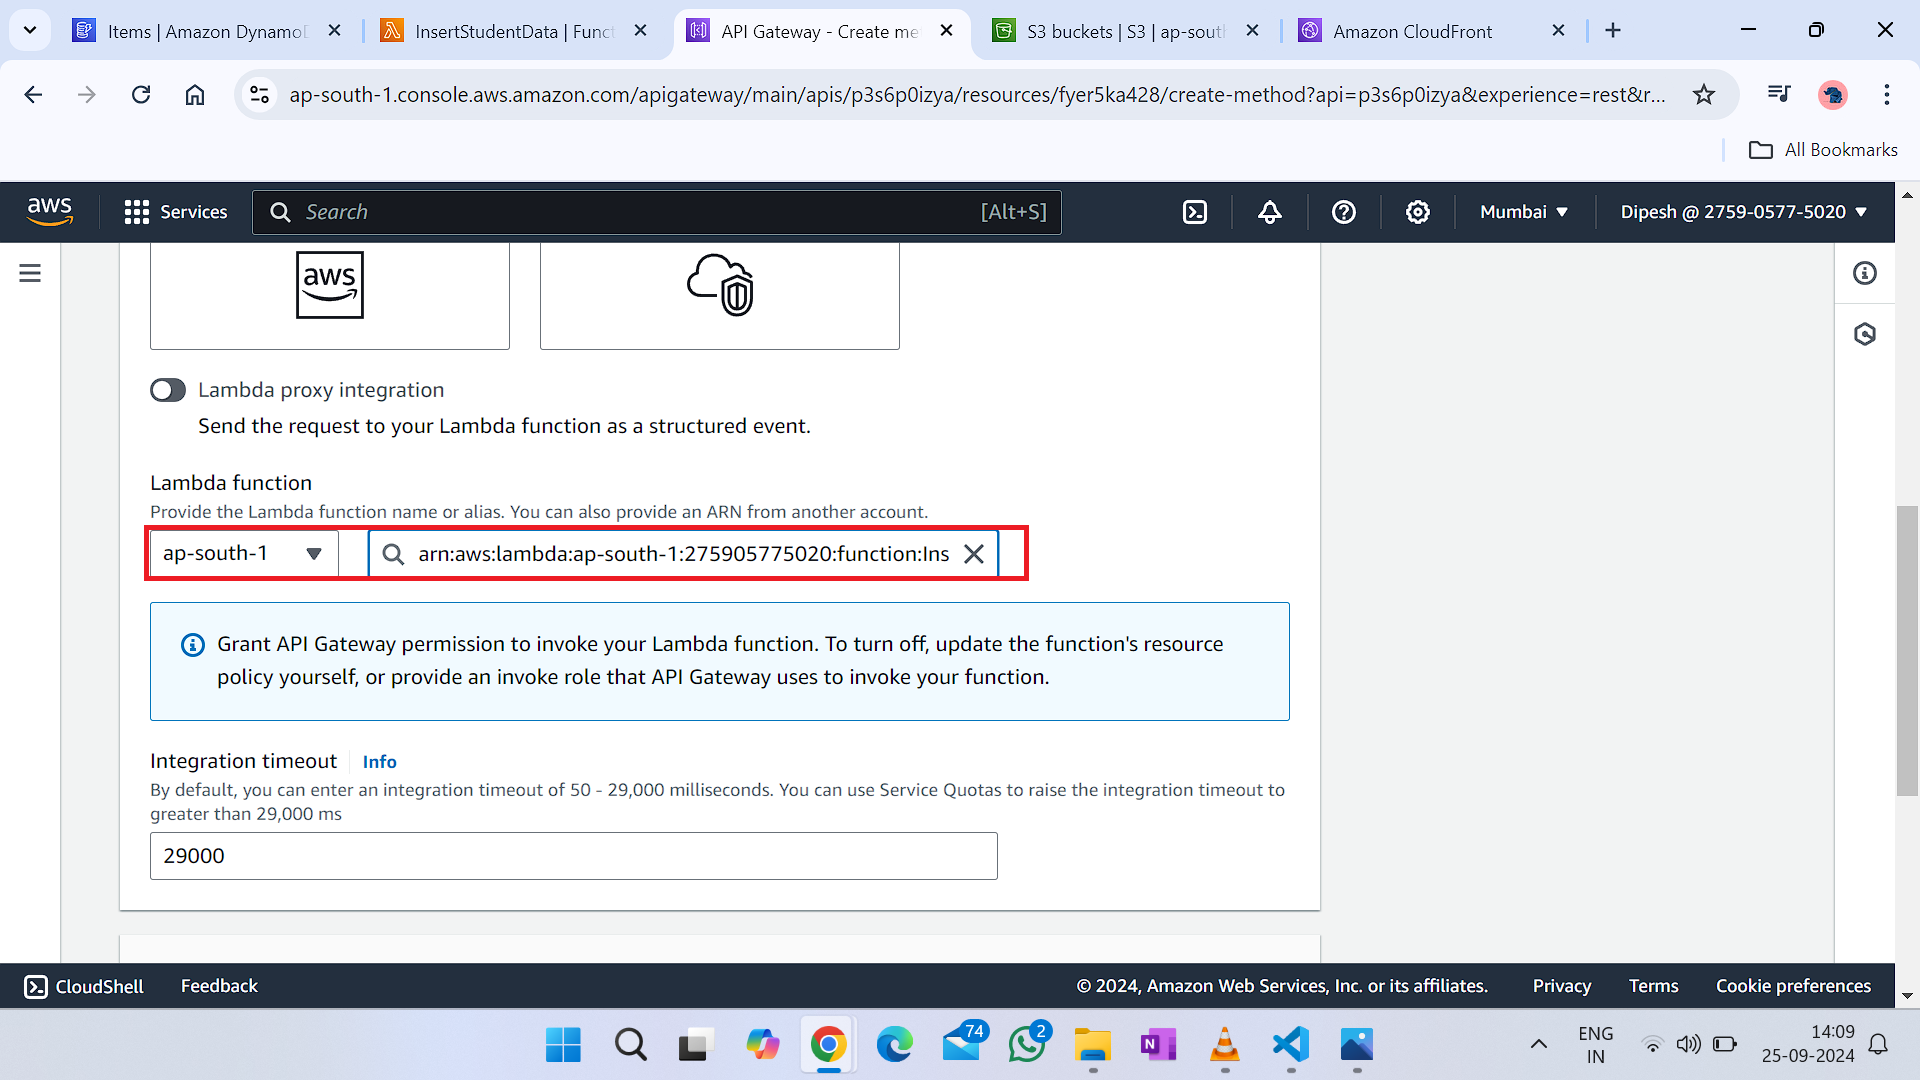 Items | Amazon Dynamo
InsertStudentData | Func
API Gateway - Create me
S3 buckets | S3 | ap-sout
Amazon CloudFront
ap-south-1.console.aws.amazon.com/apigateway/main/apis/p3s6p0izya/resources/fyer5ka428/create-method?api=p3s6p0izya&experience=rest&r...
All Bookmarks
aws
Services
Search
[Alt+S]
Mumbai
Dipesh @ 2759-0577-5020
aws
Lambda proxy integration
Send the request to your Lambda function as a structured event.
Lambda function
Provide the Lambda function name or alias. You can also provide an ARN from another account.
ap-south-1
arn:aws:lambda:ap-south-1:275905775020:function:Ins
Grant API Gateway permission to invoke your Lambda function. To turn off, update the function's resource
policy yourself, or provide an invoke role that API Gateway uses to invoke your function.
Integration timeout
Info
By default, you can enter an integration timeout of 50 - 29,000 milliseconds. You can use Service Quotas to raise the integration timeout to
greater than 29,000 ms
29000
CloudShell
Feedback
© 2024, Amazon Web Services, Inc. or its affiliates.
Privacy
Terms
Cookie preferences
74
2
N
ENG
IN
14:09
25-09-2024